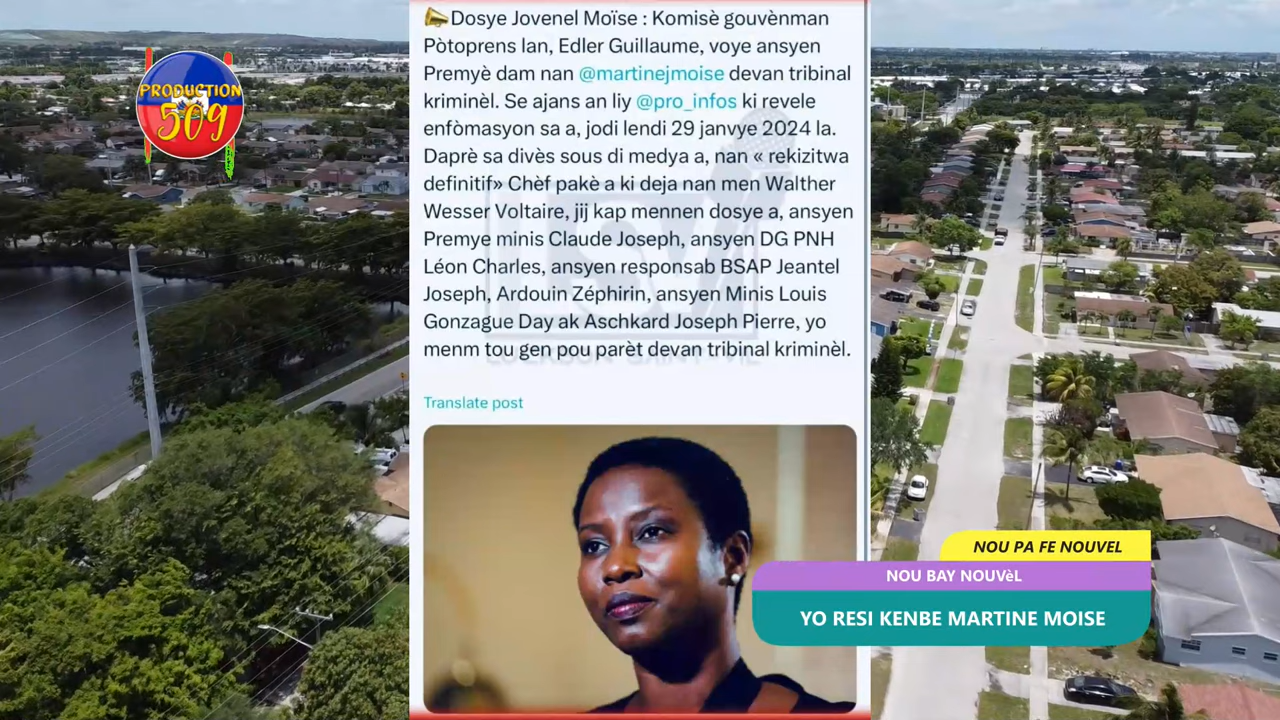 📣Dosye Jovenel Moïse : Komisè gouvènman
Pòtoprens lan, Edler Guillaume, voye ansyen
Premyè dam nan @martinejmoise devan tribinal
kriminèl. Se ajans an liy @pro_infos ki revele
enfòmasyon sa a, jodi lendi 29 janvye 2024 la.
Daprè sa divès sous di medya a, nan « rekizitwa
definitif» Chèf pakè a ki deja nan men Walther
Wesser Voltaire, jij kap mennen dosye a, ansyen
Premye minis Claude Joseph, ansyen DG PNH
Léon Charles, ansyen responsab BSAP Jeantel
Joseph, Ardouin Zéphirin, ansyen Minis Louis
Gonzague Day ak Aschkard Joseph Pierre, yo
menm tou gen pou parèt devan tribinal kriminèl.
Translate post
PRODUCTION
509
NOU PA FE NOUVEL
NOU BAY NOUVèL
YO RESI KENBE MARTINE MOISE